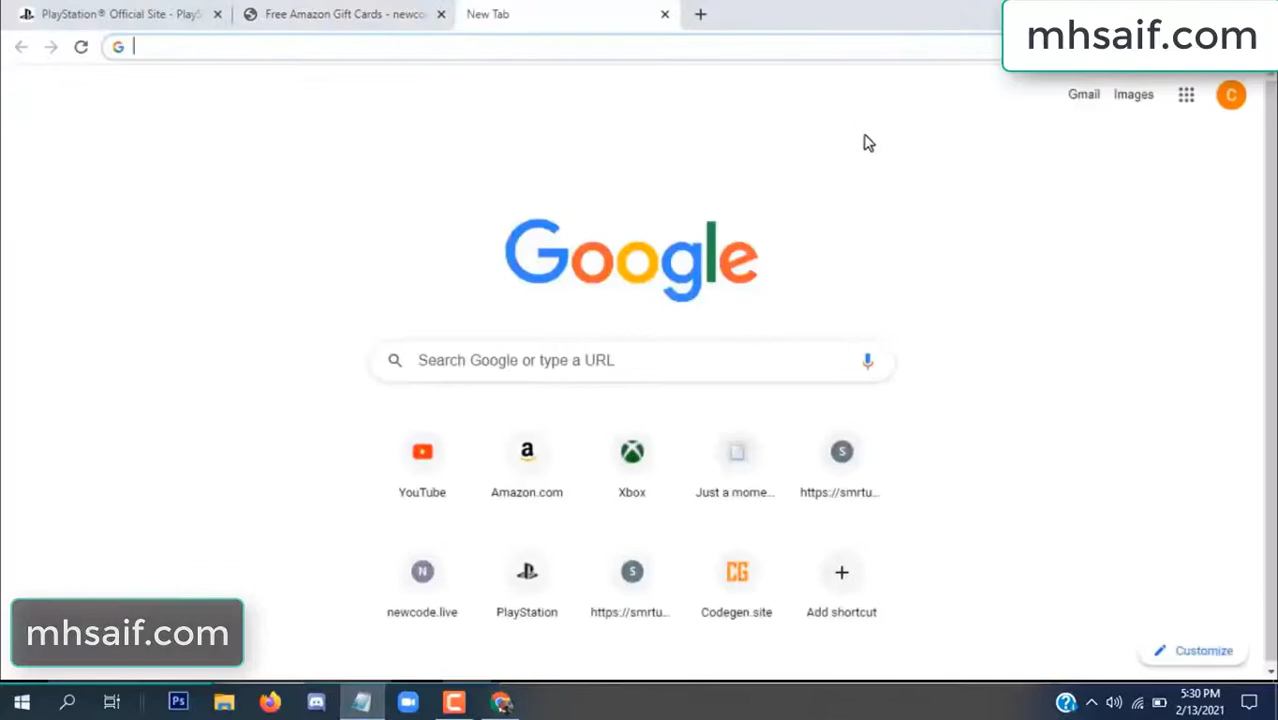 PlayStation® Official Site - PlayS
Free Amazon Gift Cards - newco
New Tab
mhsaif.com
Gmail
Images
C
Google
Search Google or type a URL
YouTube
Amazon.com
Xbox
Just a mome...
S
https://smrtu...
N
newcode.live
PlayStation
S
https://smrtu...
CG
Codegen.site
Add shortcut
mhsaif.com
Customize
Ps
5:30 PM
2/13/2021